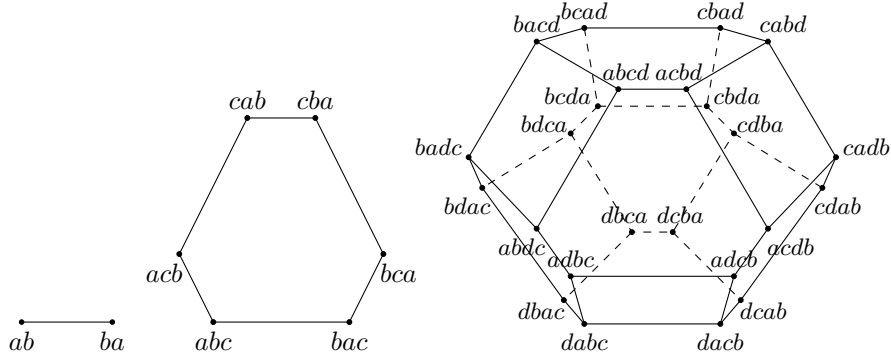 bcad cbad
bacd cabd
abcd acbd
cab cba
bcda cbda
bdca cdba
badc cadb
bdac cdab
dbca dcba
abdc acdb
adbc adcb
acb bca
dbac dcab
ab ba abc bac dabc dacb